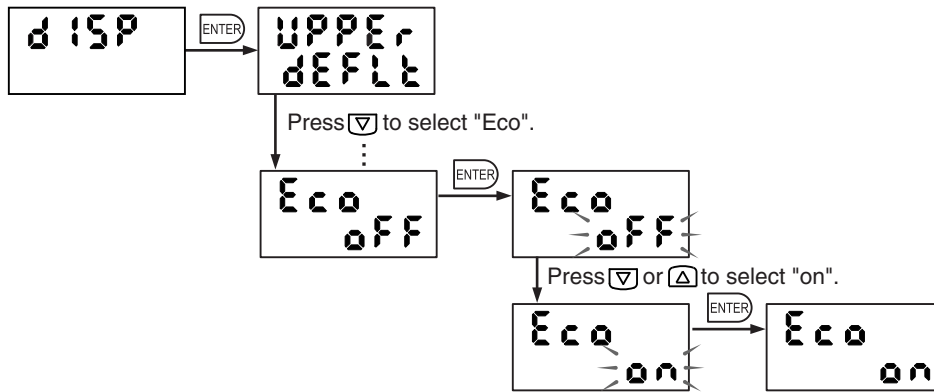 dISP
ENTER
UPPEr
dEFLt
Press ▽ to select "Eco".
Eco
oFF
ENTER
Eco
oFF
Press ▽ or △ to select "on".
Eco
on
ENTER
Eco
on